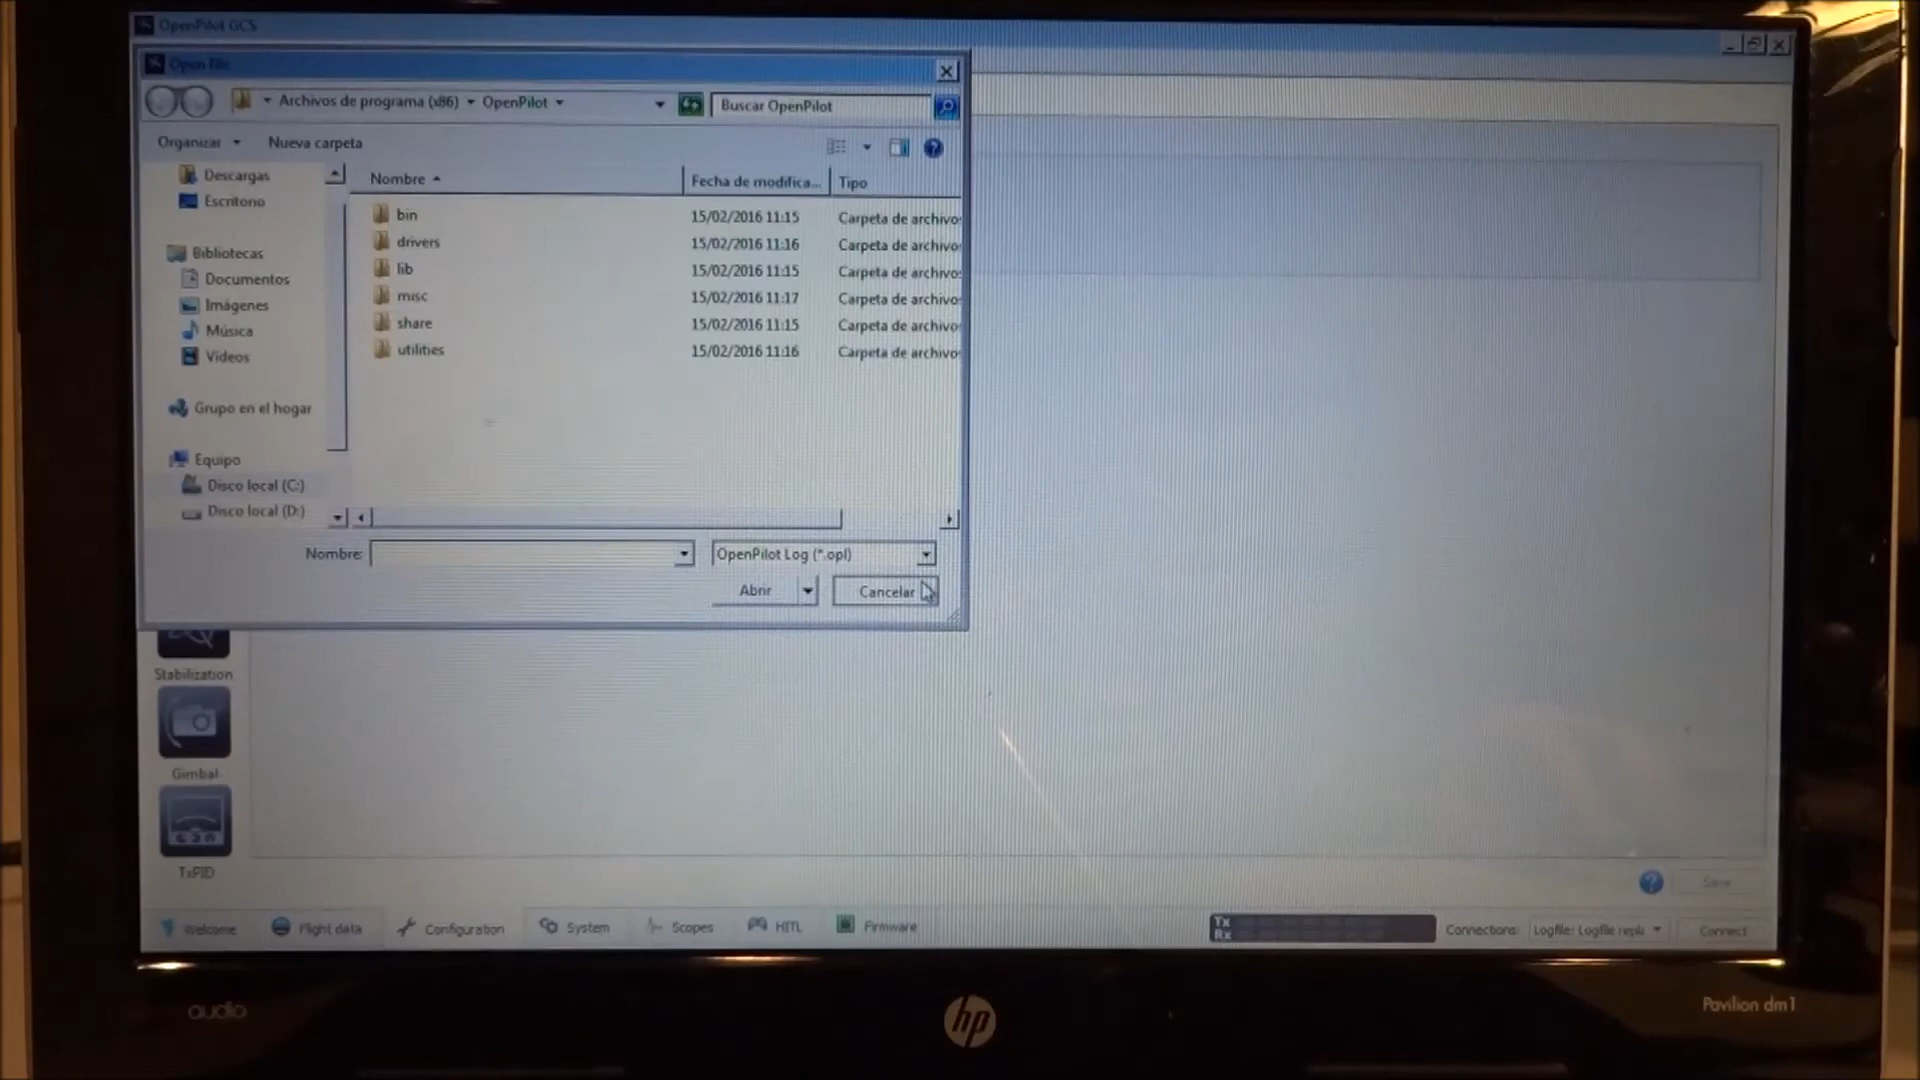 OpenPilot GCS
Open file
Archivos de programa (x86) OpenPilot
Buscar OpenPilot
Organizar Nueva carpeta
Descargas
Escritorio
Bibliotecas
Documentos
Imágenes
Música
Vídeos
Grupo en el hogar
Equipo
Disco local (C:)
Disco local (D:)
Nombre Fecha de modifica... Tipo
bin 15/02/2016 11:15 Carpeta de archivos
drivers 15/02/2016 11:16 Carpeta de archivos
lib 15/02/2016 11:15 Carpeta de archivos
misc 15/02/2016 11:17 Carpeta de archivos
share 15/02/2016 11:15 Carpeta de archivos
utilities 15/02/2016 11:16 Carpeta de archivos
Nombre: OpenPilot Log (*.opl)
Abrir Cancelar
Stabilization
Gimbal
TxPID
Save
Welcome Flight data Configuration System Scopes HITL Firmware
Tx
Rx
Connections: Logfile: Logfile repla Connect
audio
hp
Pavilion dm1